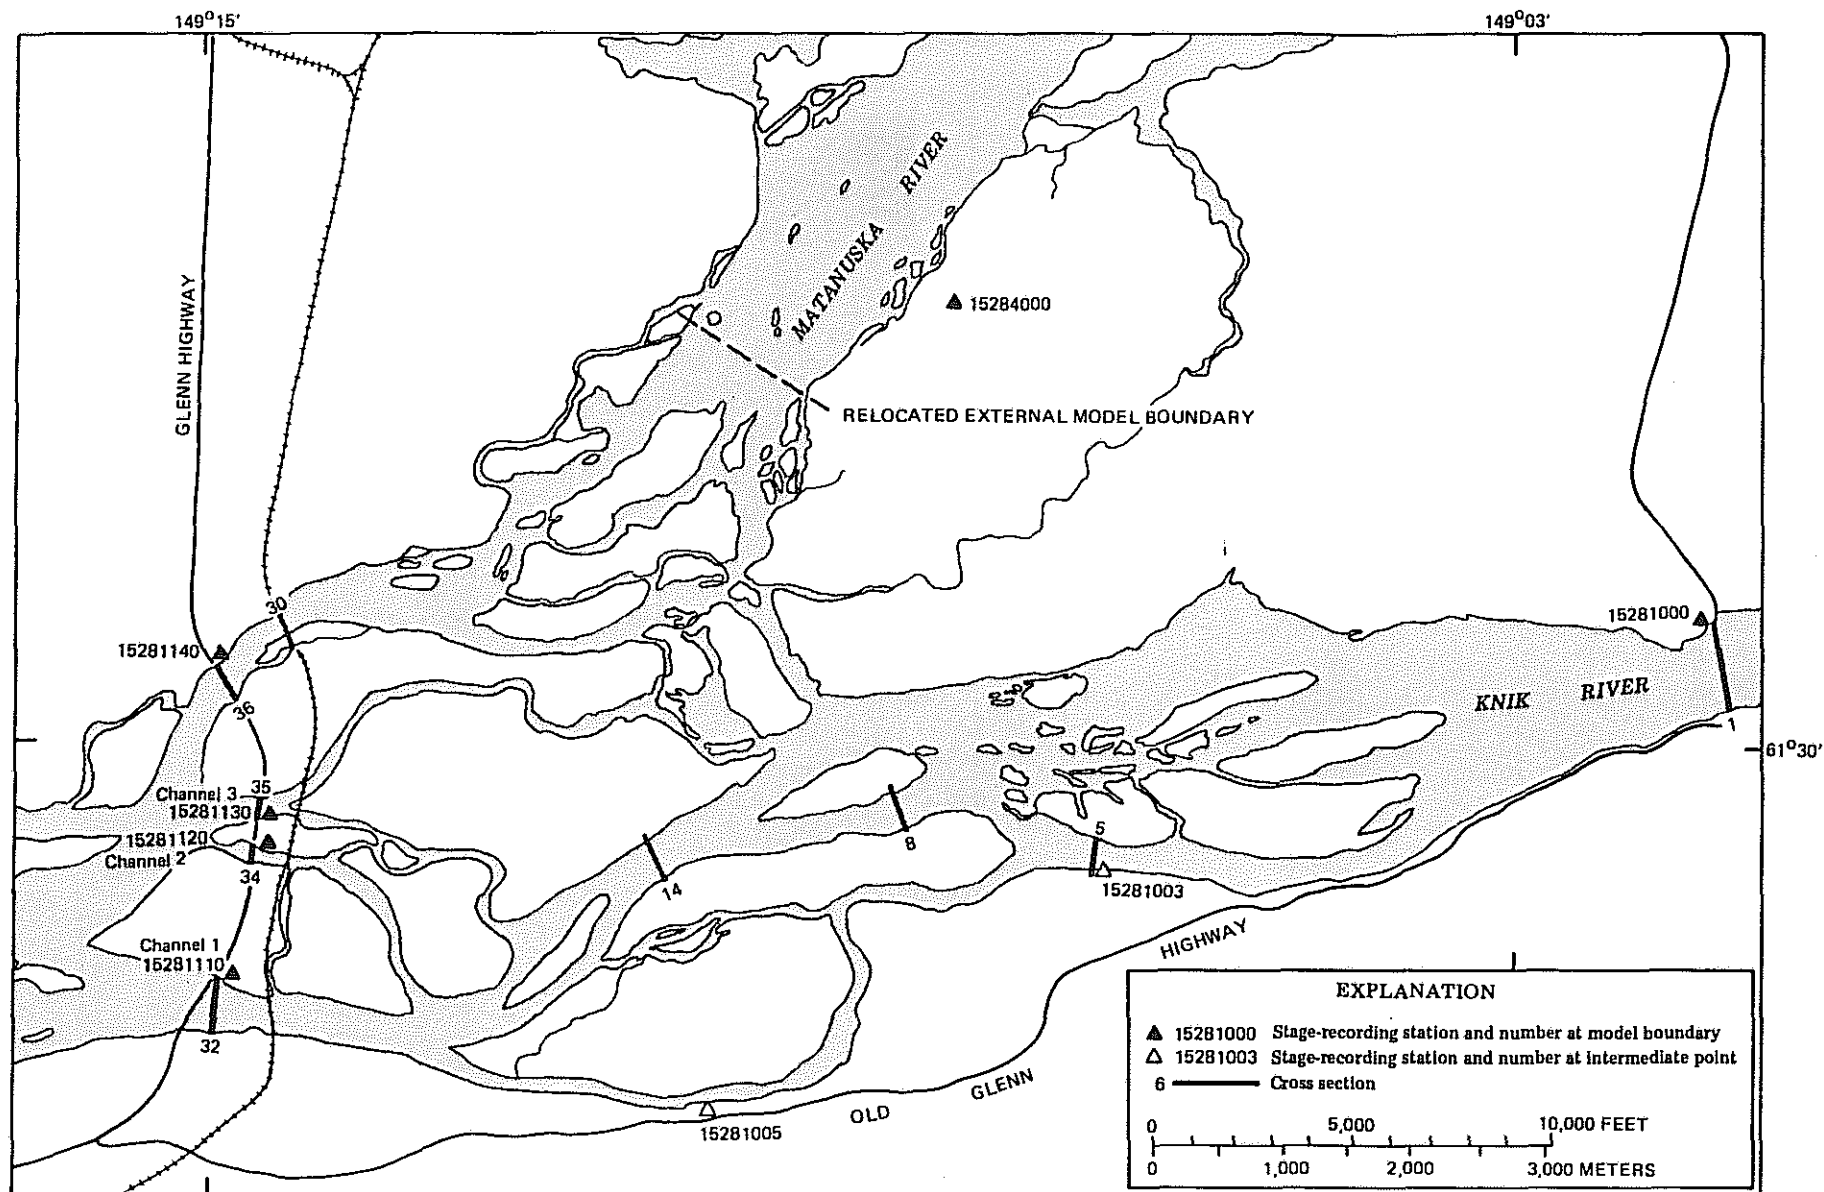 149°15'
149°03'
GLENN HIGHWAY
MATANUSKA RIVER
15284000
RELOCATED EXTERNAL MODEL BOUNDARY
30
15281140
36
15281000
KNIK RIVER
1
61°30'
35
Channel 3
15281130
15281120
Channel 2
34
8
5
14
15281003
Channel 1
15281110
32
OLD GLENN HIGHWAY
15281005
EXPLANATION
15281000 Stage-recording station and number at model boundary
15281003 Stage-recording station and number at intermediate point
6 Cross section
0 5,000 10,000 FEET
0 1,000 2,000 3,000 METERS